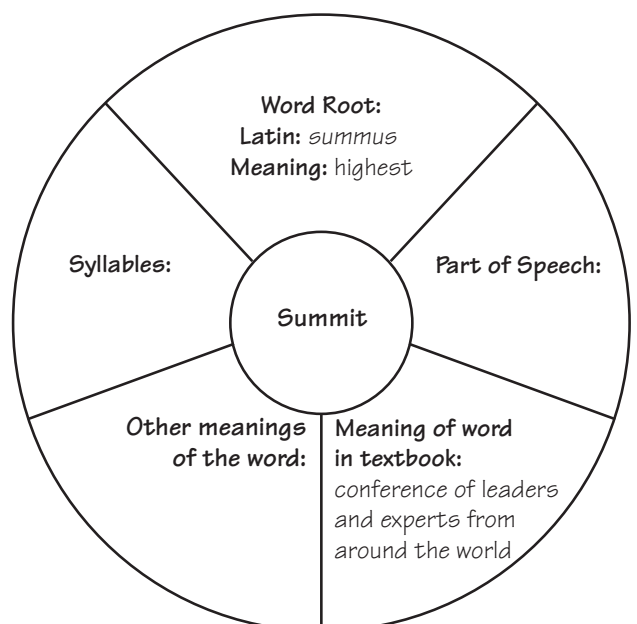 Word Root:
Latin: summus
Meaning: highest
Syllables:
Part of Speech:
Summit
Other meanings
of the word:
Meaning of word
in textbook:
conference of leaders
and experts from
around the world